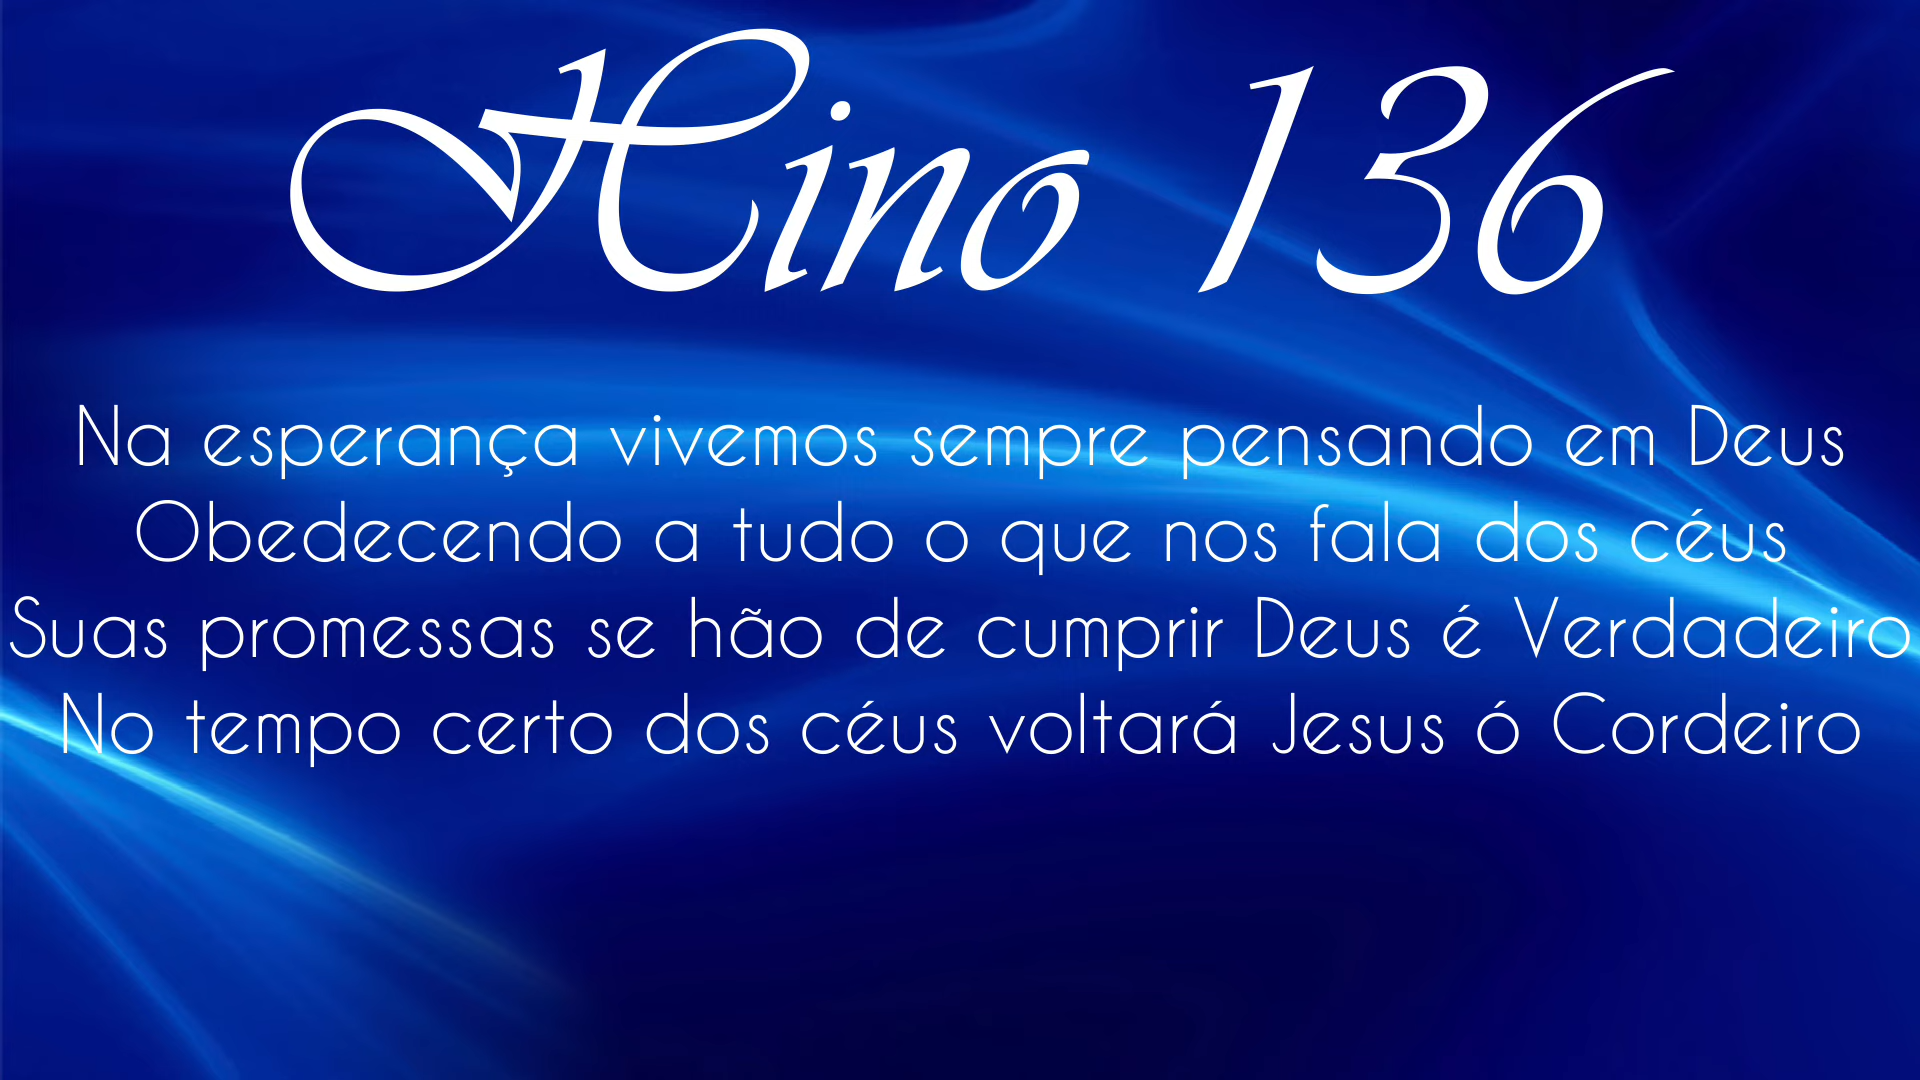 Hino 136
Na esperança vivemos sempre pensando em Deus
Obedecendo a tudo o que nos fala dos céus
Suas promessas se hão de cumprir Deus é Verdadeiro
No tempo certo dos céus voltará Jesus ó Cordeiro